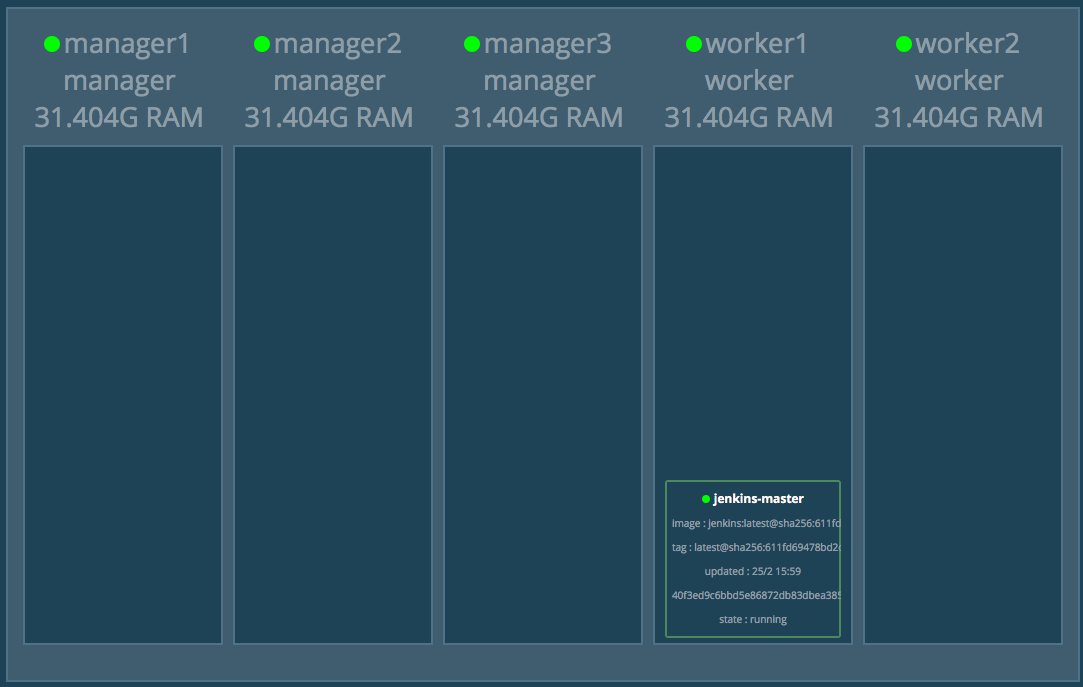 manager1
manager
31.404G RAM
manager2
manager
31.404G RAM
manager3
manager
31.404G RAM
worker1
worker
31.404G RAM
worker2
worker
31.404G RAM
jenkins-master
image : jenkins:latest@sha256:611fd
tag : latest@sha256:611fd69478bd2
updated : 25/2 15:59
40f3ed9c6bbd5e86872db83dbea385
state : running